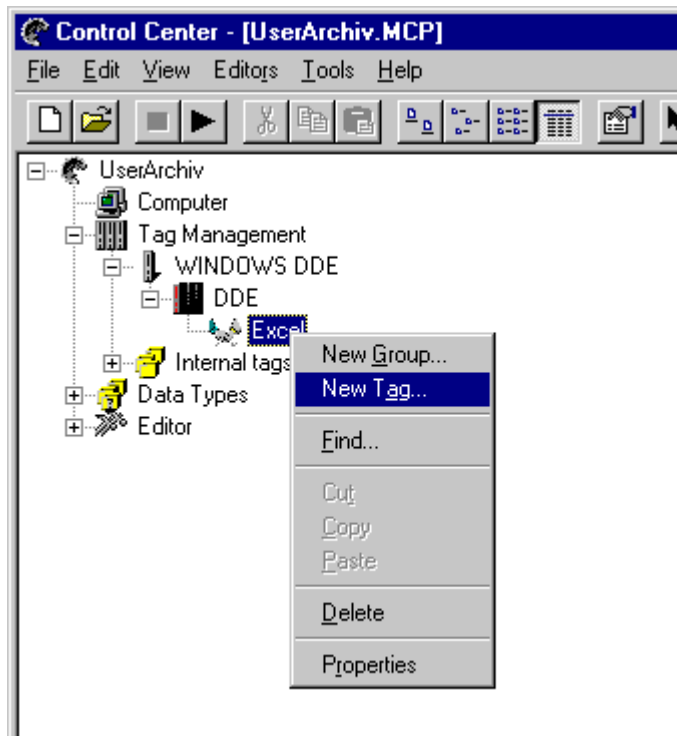 Control Center - [UserArchiv.MCP]
File Edit View Editors Tools Help
UserArchiv
Computer
Tag Management
WINDOWS DDE
DDE
Excel
Internal tags
Data Types
Editor
New Group...
New Tag...
Find...
Cut
Copy
Paste
Delete
Properties